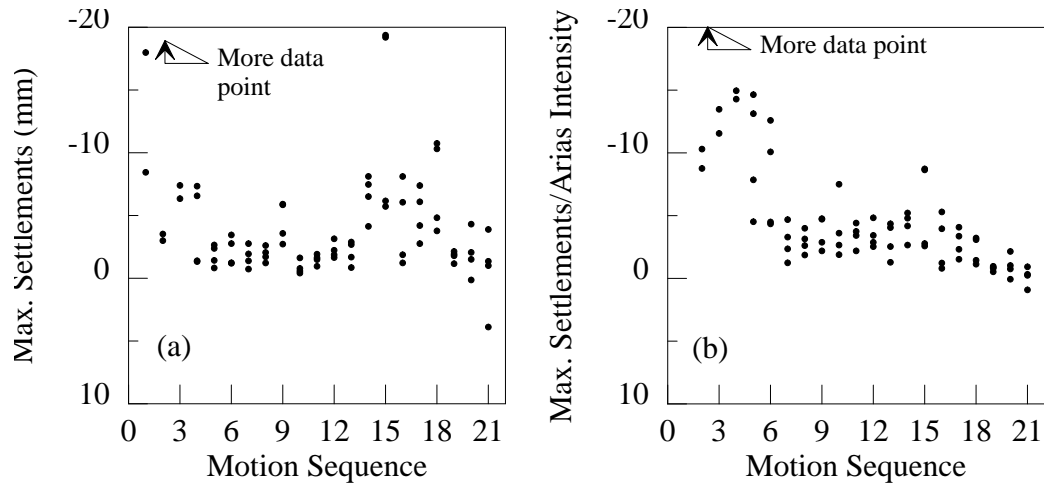 Max. Settlements (mm)
-20
-10
0
10
More data
point
(a)
0 3 6 9 12 15 18 21
Motion Sequence
Max. Settlements/Arias Intensity
-20
-10
0
10
More data point
(b)
0 3 6 9 12 15 18 21
Motion Sequence